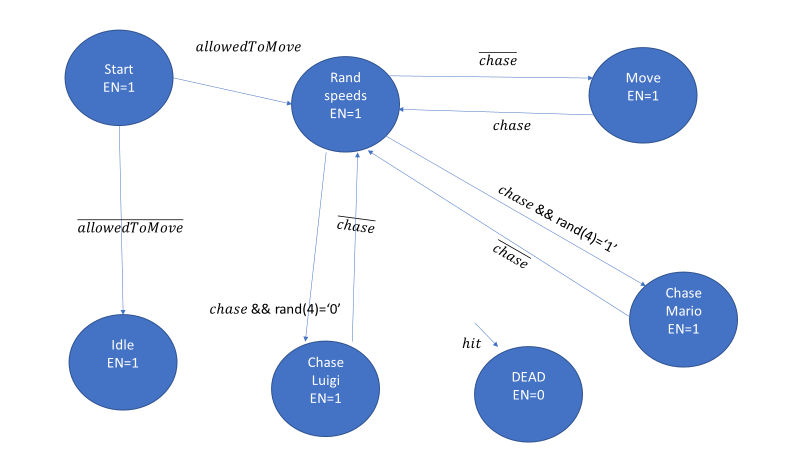 allowedToMove
Start
EN=1
Rand
speeds
EN=1
chase
Move
EN=1
chase
chase && rand(4)='1'
chase
allowedToMove
chase
chase && rand(4)='0'
Chase
Mario
EN=1
Idle
EN=1
Chase
Luigi
EN=1
hit
DEAD
EN=0